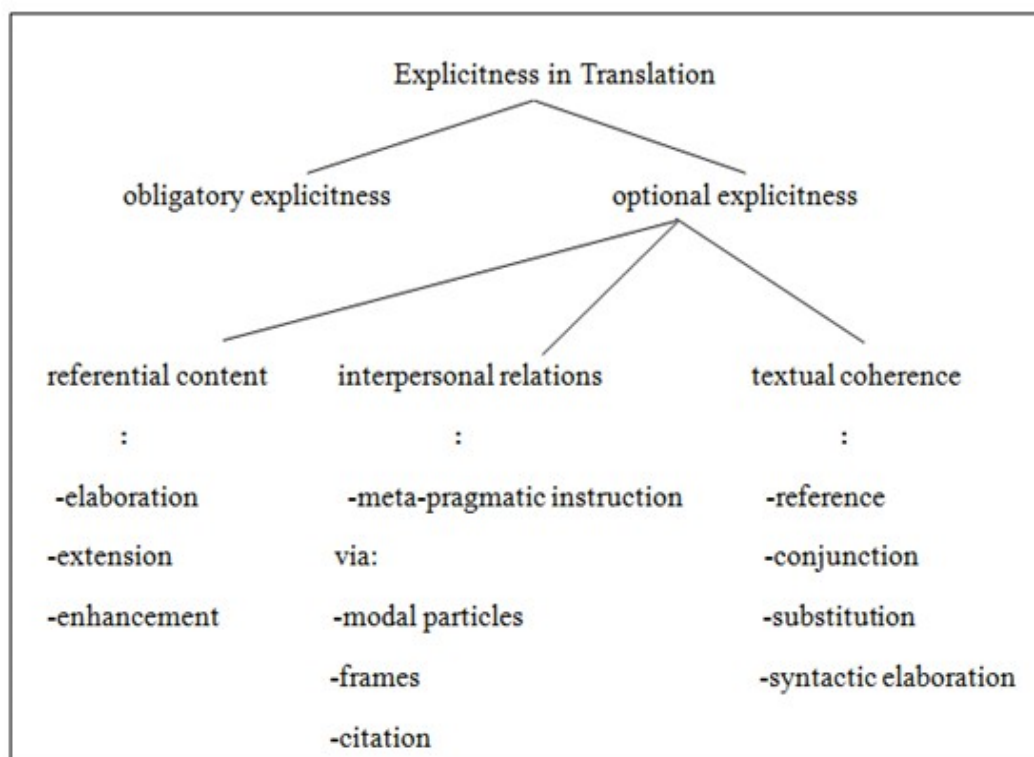 Explicitness in Translation
obligatory explicitness
optional explicitness
referential content
:
-elaboration
-extension
-enhancement
interpersonal relations
:
-meta-pragmatic instruction
via:
-modal particles
-frames
-citation
textual coherence
:
-reference
-conjunction
-substitution
-syntactic elaboration